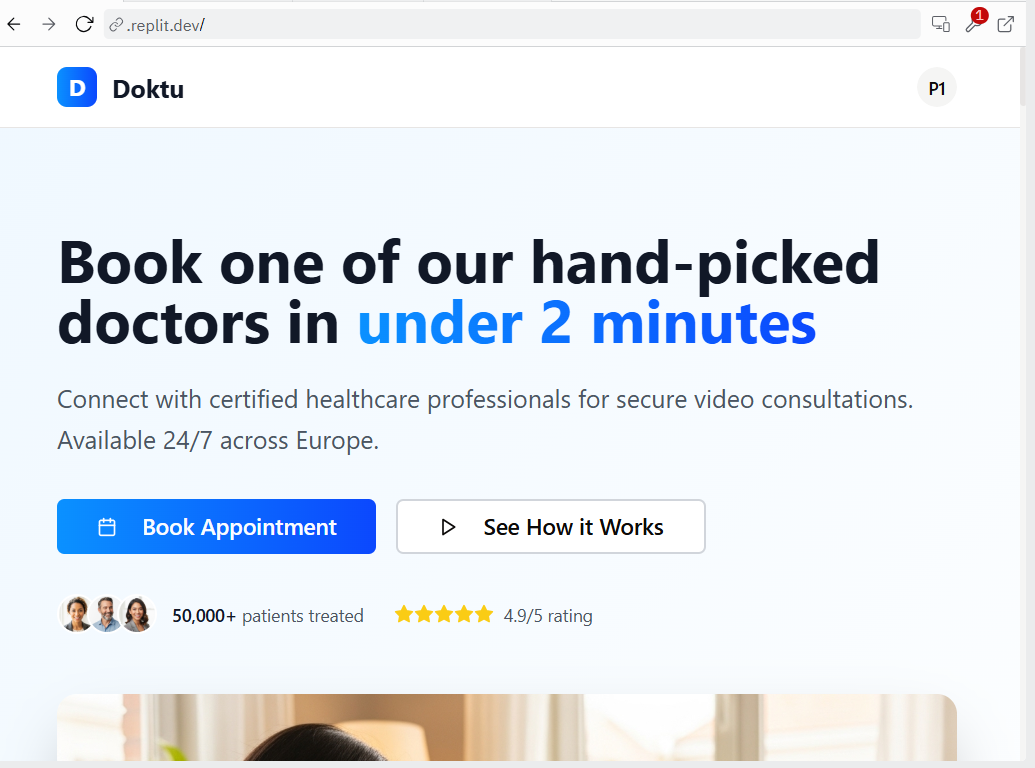 .replit.dev/
1
D
Doktu
P1
Book one of our hand-picked
doctors in under 2 minutes
Connect with certified healthcare professionals for secure video consultations.
Available 24/7 across Europe.
Book Appointment
See How it Works
50,000+ patients treated
4.9/5 rating